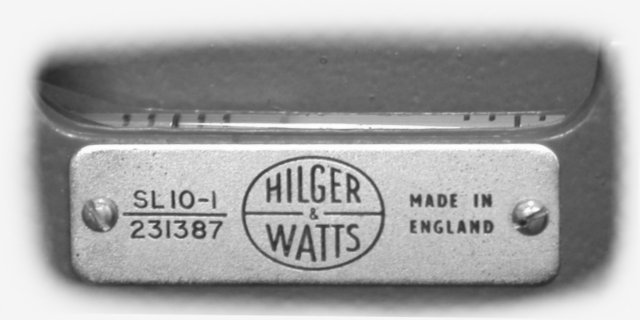 SL10-1
231387
HILGER
&
WATTS
MADE IN
ENGLAND